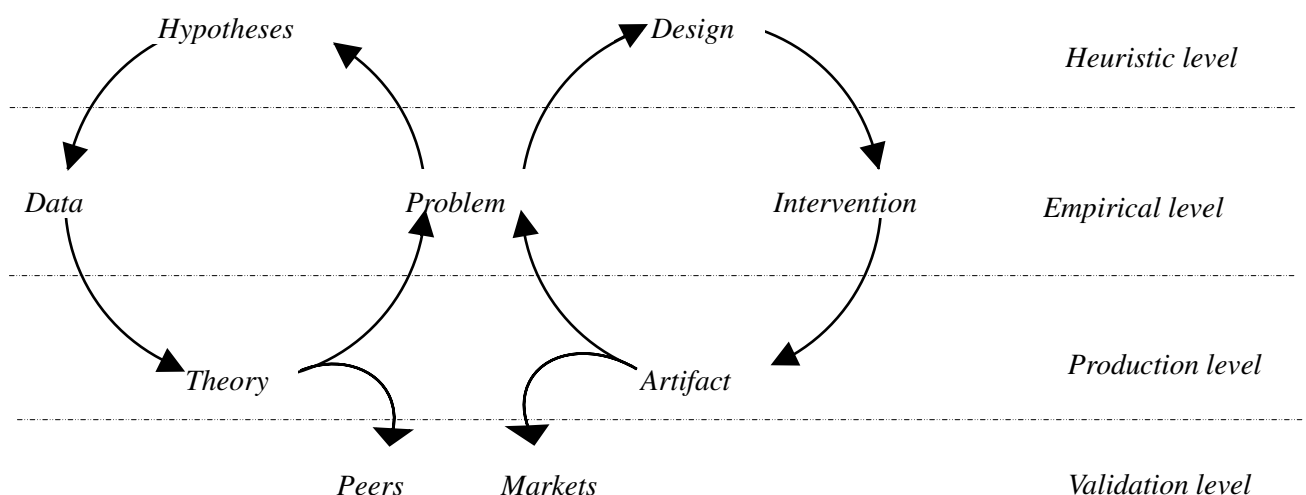 Hypotheses
Design
Heuristic level
Data
Problem
Intervention
Empirical level
Theory
Artifact
Production level
Peers
Markets
Validation level